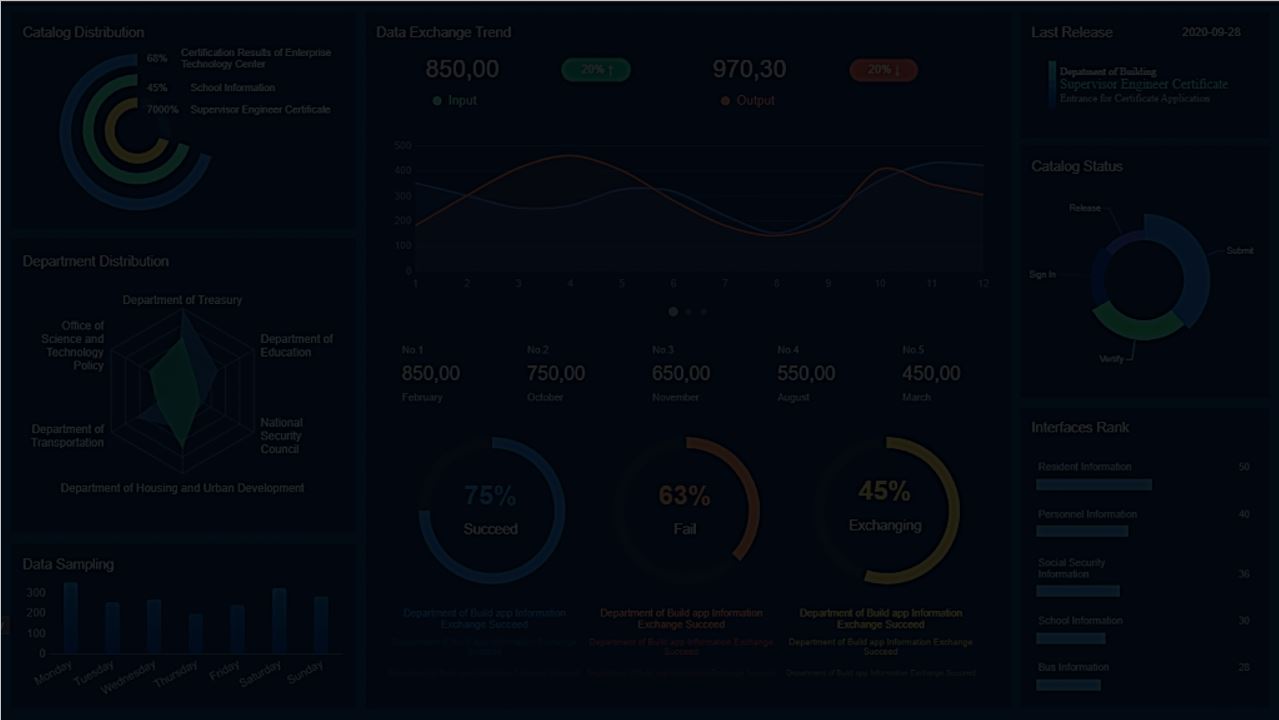 Catalog Distribution
68% Certification Results of Enterprise
Technology Center
45% School Information
7000% Supervisor Engineer Certificate
Department Distribution
Department of Treasury
Office of
Science and
Technology
Policy
Department of
Education
Department of
Transportation
National
Security
Council
Department of Housing and Urban Development
Data Sampling
300
200
100
0
Monday
Tuesday
Wednesday
Thursday
Friday
Saturday
Sunday
Data Exchange Trend
850,00
20% ↑
970,30
20% ↓
Input
Output
500
400
300
200
100
0
1 2 3 4 5 6 7 8 9 10 11 12
No.1 No.2 No.3 No.4 No.5
850,00 750,00 650,00 550,00 450,00
February October November August March
75%
Succeed
63%
Fail
45%
Exchanging
Department of Build app Information
Exchange Succeed
Department of Build app Information
Exchange Succeed
Department of Build app Information
Exchange Succeed
Department of Build app Information Exchange
Succeed
Department of Build app Information Exchange
Succeed
Department of Build app Information Exchange Succeed
Last Release 2020-09-28
Depatment of Building
Supervisor Engineer Certificate
Entrance for Certificate Application
Catalog Status
Release
Submit
Sign In
Verify
Interfaces Rank
Resident Information 50
Personnel Information 40
Social Security
Information 36
School Information 30
Bus Information 28